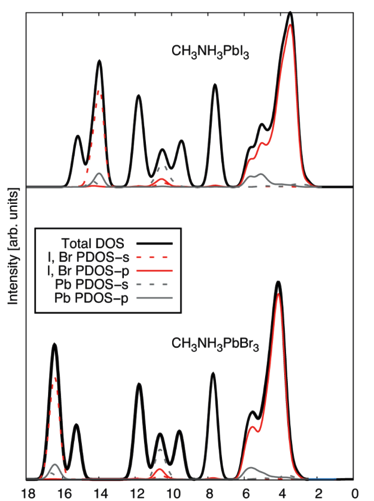 CH3NH3PbI3
Intensity [arb. units]
Total DOS
I, Br PDOS-s
I, Br PDOS-p
Pb PDOS-s
Pb PDOS-p
CH3NH3PbBr3
18 16 14 12 10 8 6 4 2 0